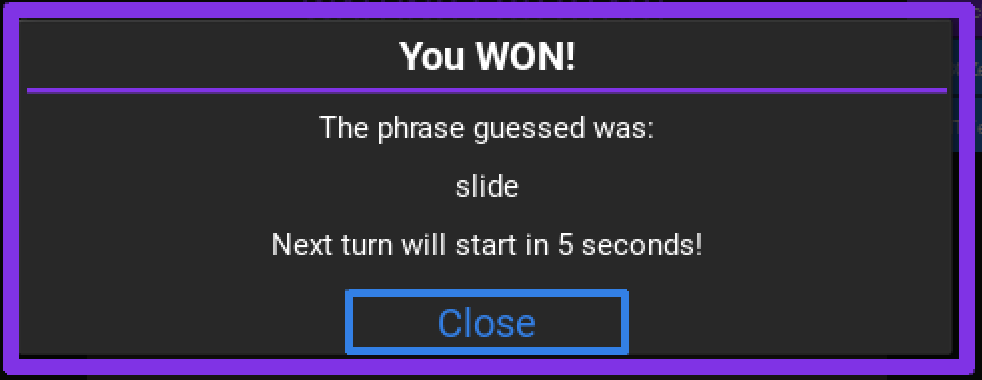 You WON!
The phrase guessed was:
slide
Next turn will start in 5 seconds!
Close